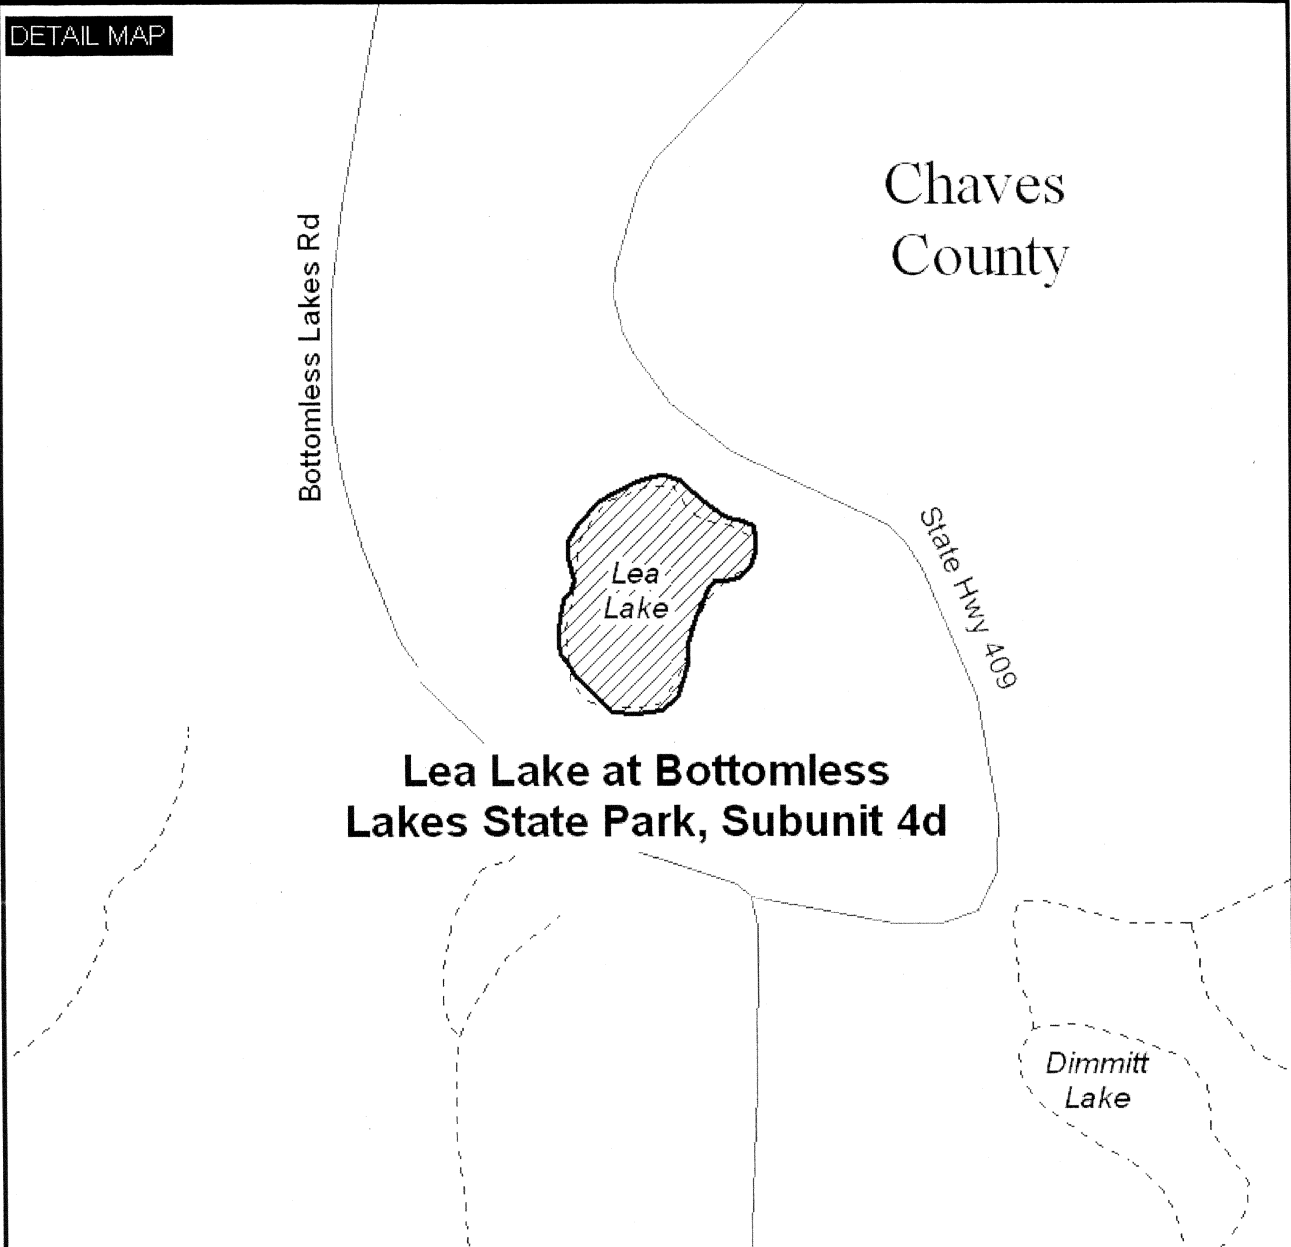 DETAIL MAP
Chaves
County
Bottomless Lakes Rd
State Hwy 409
Lea
Lake
Lea Lake at Bottomless
Lakes State Park, Subunit 4d
Dimmitt
Lake